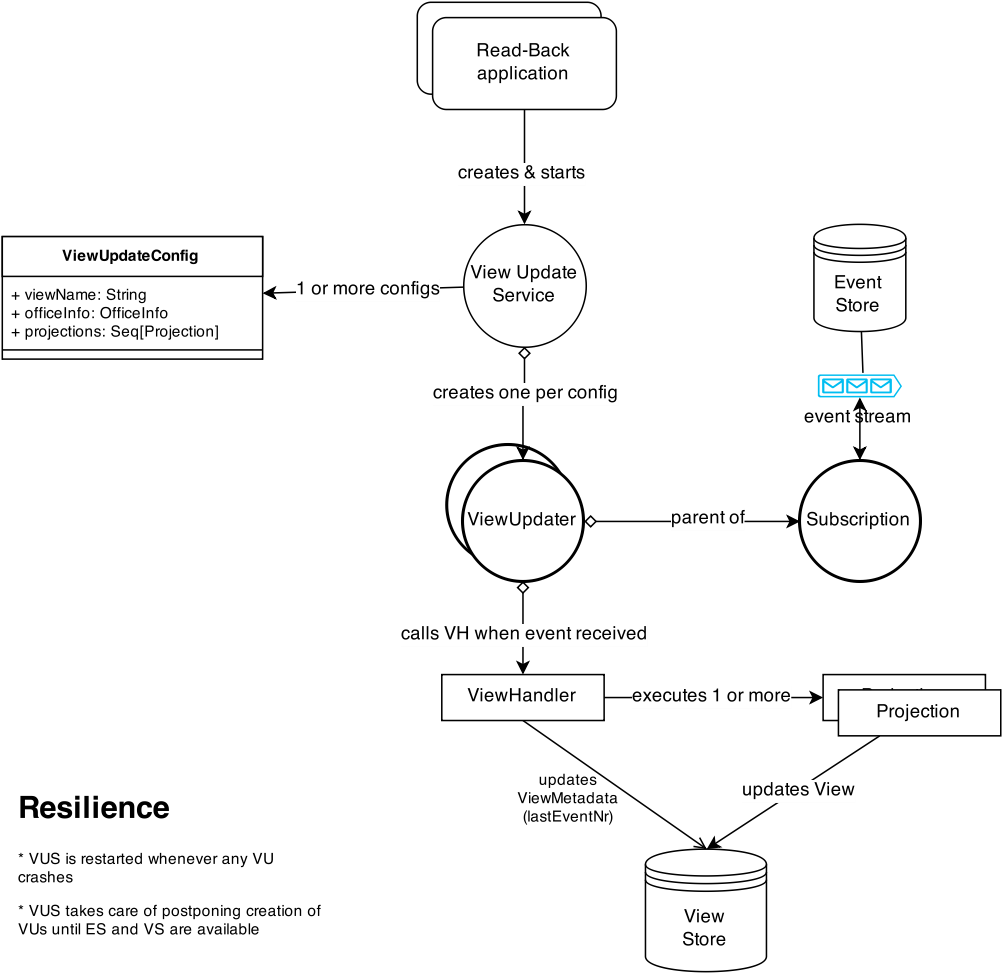 Read-Back
application
creates & starts
ViewUpdateConfig
+ viewName: String
+ officeInfo: OfficeInfo
+ projections: Seq[Projection]
1 or more configs
View Update
Service
Event
Store
creates one per config
event stream
ViewUpdater
parent of
Subscription
calls VH when event received
ViewHandler
executes 1 or more
Projection
updates
ViewMetadata
(lastEventNr)
updates View
View
Store
Resilience
* VUS is restarted whenever any VU
crashes
* VUS takes care of postponing creation of
VUs until ES and VS are available